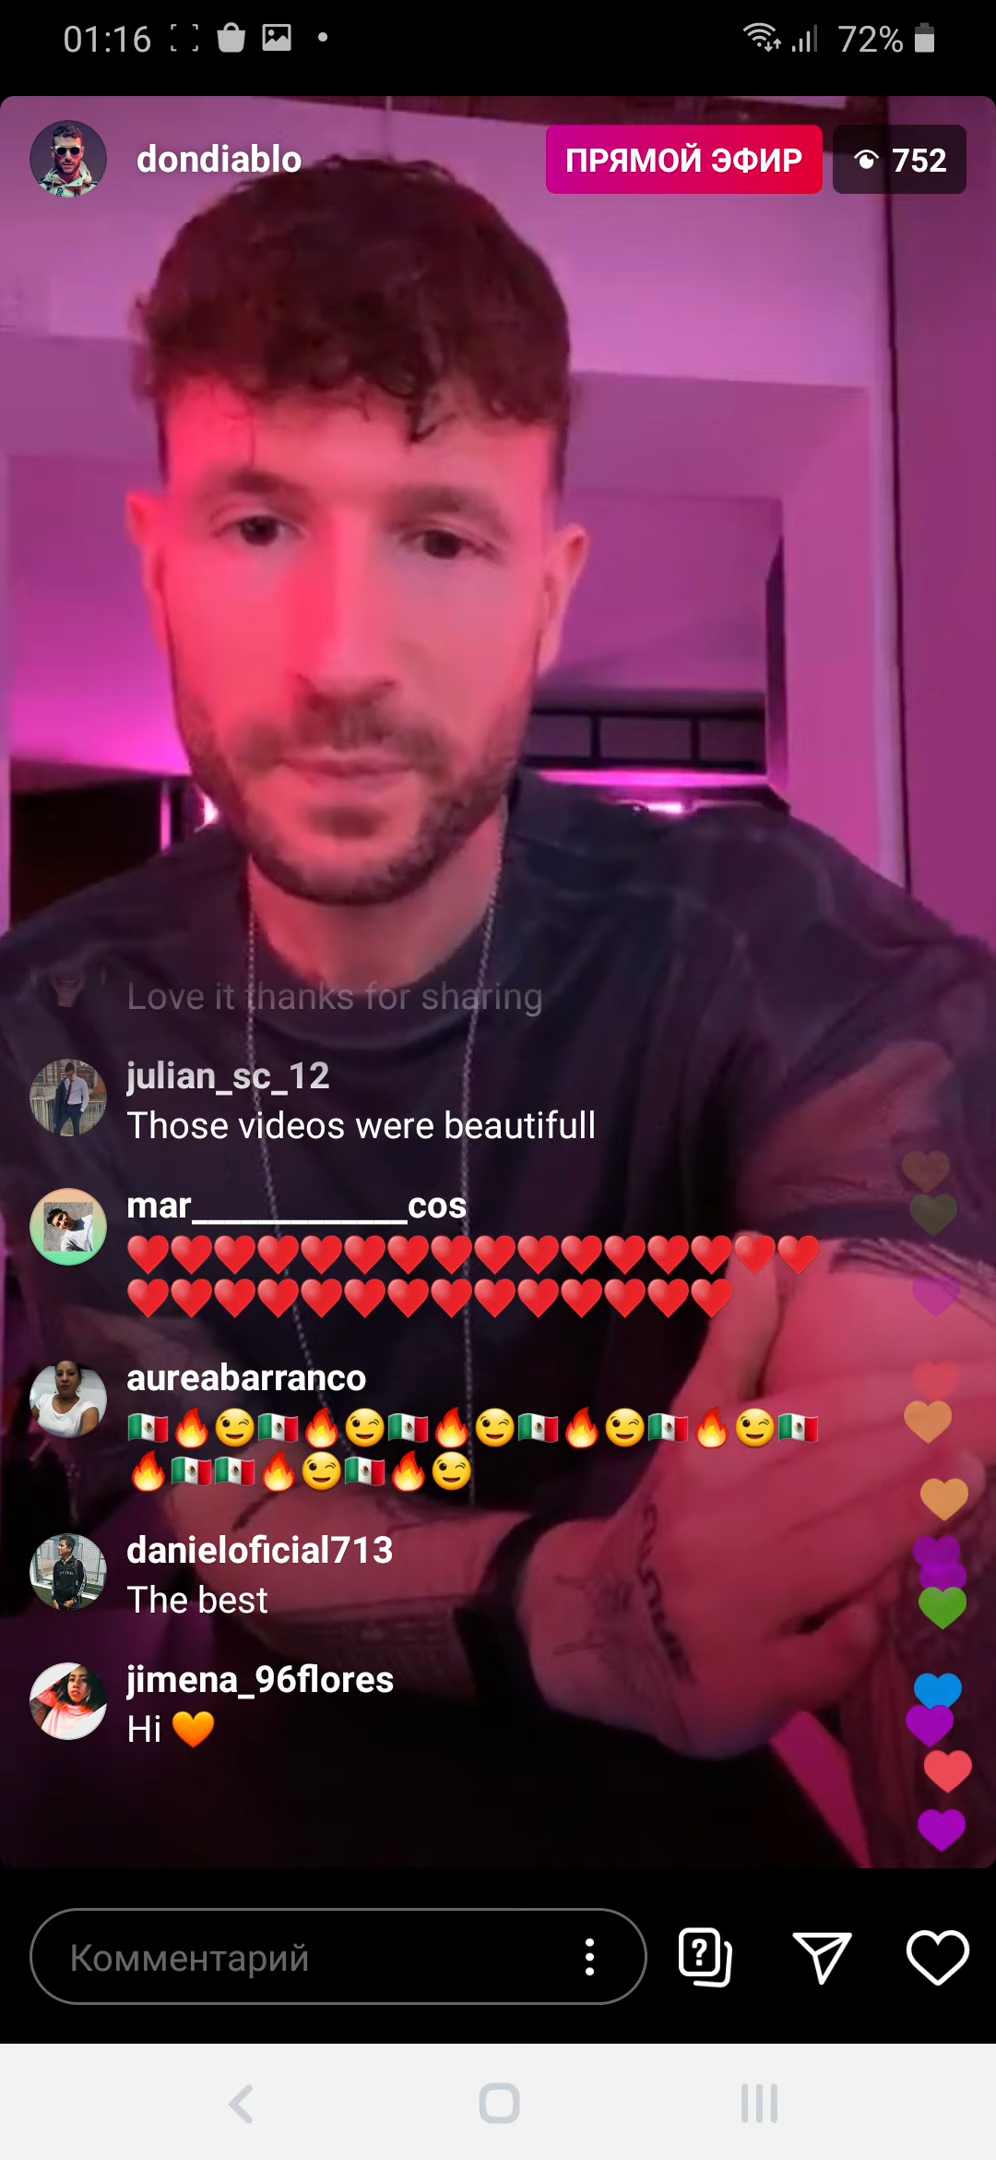 01:16
72%
dondiablo
ПРЯМОЙ ЭФИР
752
Love it thanks for sharing
julian_sc_12
Those videos were beautifull
mar____________cos
❤️❤️❤️❤️❤️❤️❤️❤️❤️❤️❤️❤️❤️❤️❤️❤️
❤️❤️❤️❤️❤️❤️❤️❤️❤️❤️❤️❤️❤️❤️
aureabarranco
🇲🇽🔥😉🇲🇽🔥😉🇲🇽🔥😉🇲🇽🔥😉🇲🇽🔥😉🇲🇽
🔥🇲🇽🇲🇽🔥😉🇲🇽🔥😉
danieloficial713
The best
jimena_96flores
Hi 🧡
Комментарий